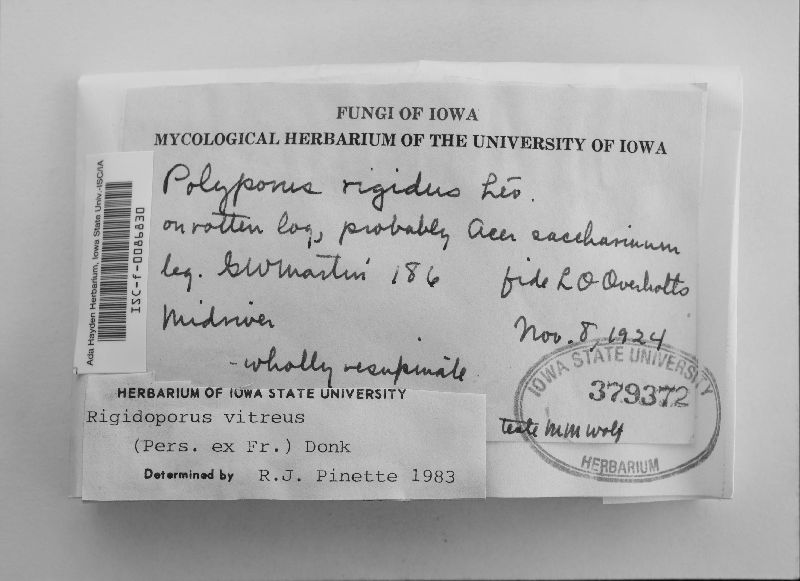 FUNGI OF IOWA
MYCOLOGICAL HERBARIUM OF THE UNIVERSITY OF IOWA
Polyporus rigidus Lév.
on rotten log, probably Acer saccharinum
leg. G W Martin 186 fide L O Overholts
Midriver Nov. 8, 1924
- wholly resupinate
Ada Hayden Herbarium, Iowa State Univ.-ISC/IA
ISC-f-0086830
IOWA STATE UNIVERSITY
379372
teste M M Wolf
HERBARIUM
HERBARIUM OF IOWA STATE UNIVERSITY
Rigidoporus vitreus
(Pers. ex Fr.) Donk
Determined by R.J. Pinette 1983